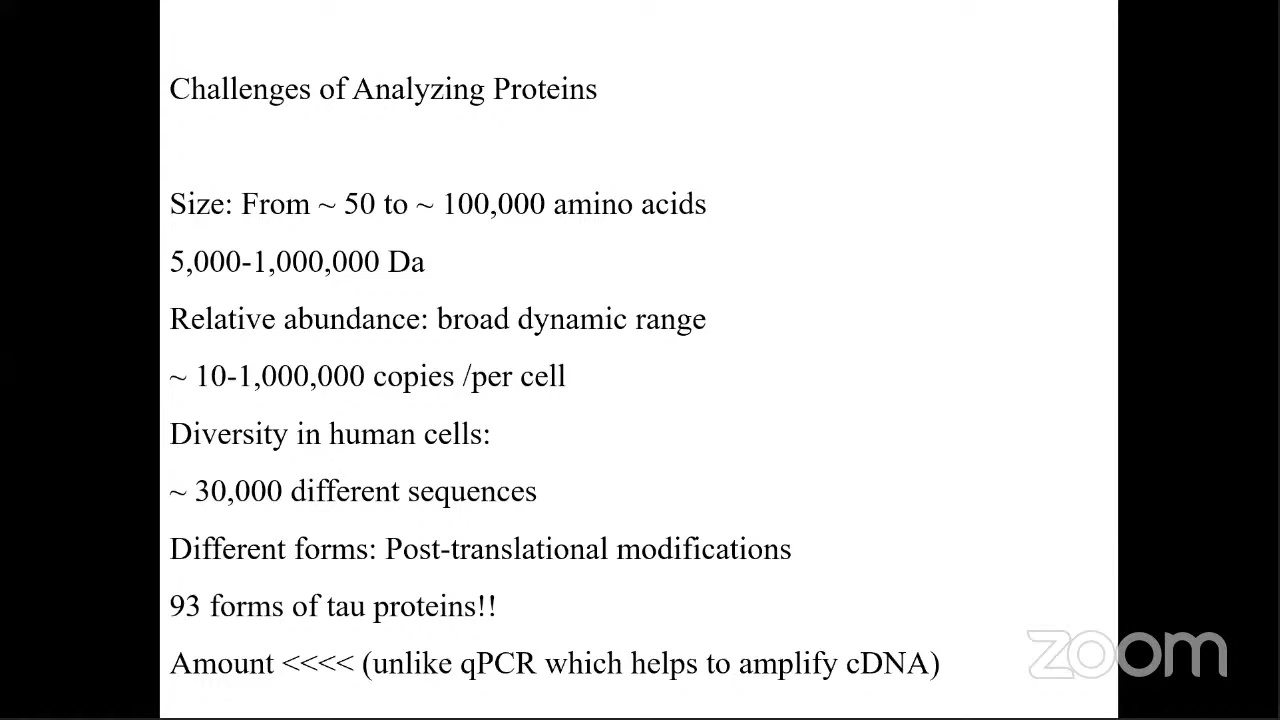 Challenges of Analyzing Proteins
Size: From ~ 50 to ~ 100,000 amino acids
5,000-1,000,000 Da
Relative abundance: broad dynamic range
~ 10-1,000,000 copies /per cell
Diversity in human cells:
~ 30,000 different sequences
Different forms: Post-translational modifications
93 forms of tau proteins!!
Amount <<<< (unlike qPCR which helps to amplify cDNA)
zoom